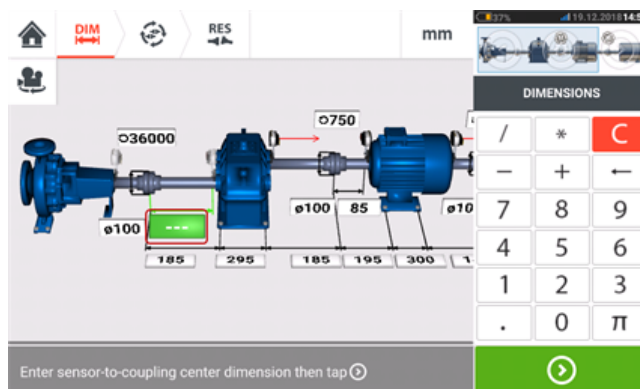 DIM
RES
mm
37%
19.12.2018 14:5
DIMENSIONS
36000
750
ø100
---
ø100
85
ø10
185
295
185
195
300
/
*
C
−
+
←
7
8
9
4
5
6
1
2
3
.
0
π
Enter sensor-to-coupling center dimension then tap